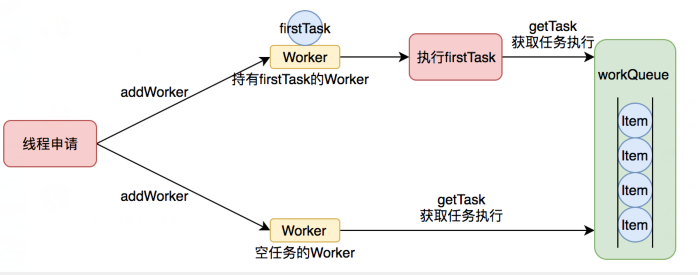 firstTask
Worker
持有firstTask的Worker
addWorker
执行firstTask
getTask
获取任务执行
workQueue
Item
Item
Item
Item
线程申请
addWorker
Worker
空任务的Worker
getTask
获取任务执行